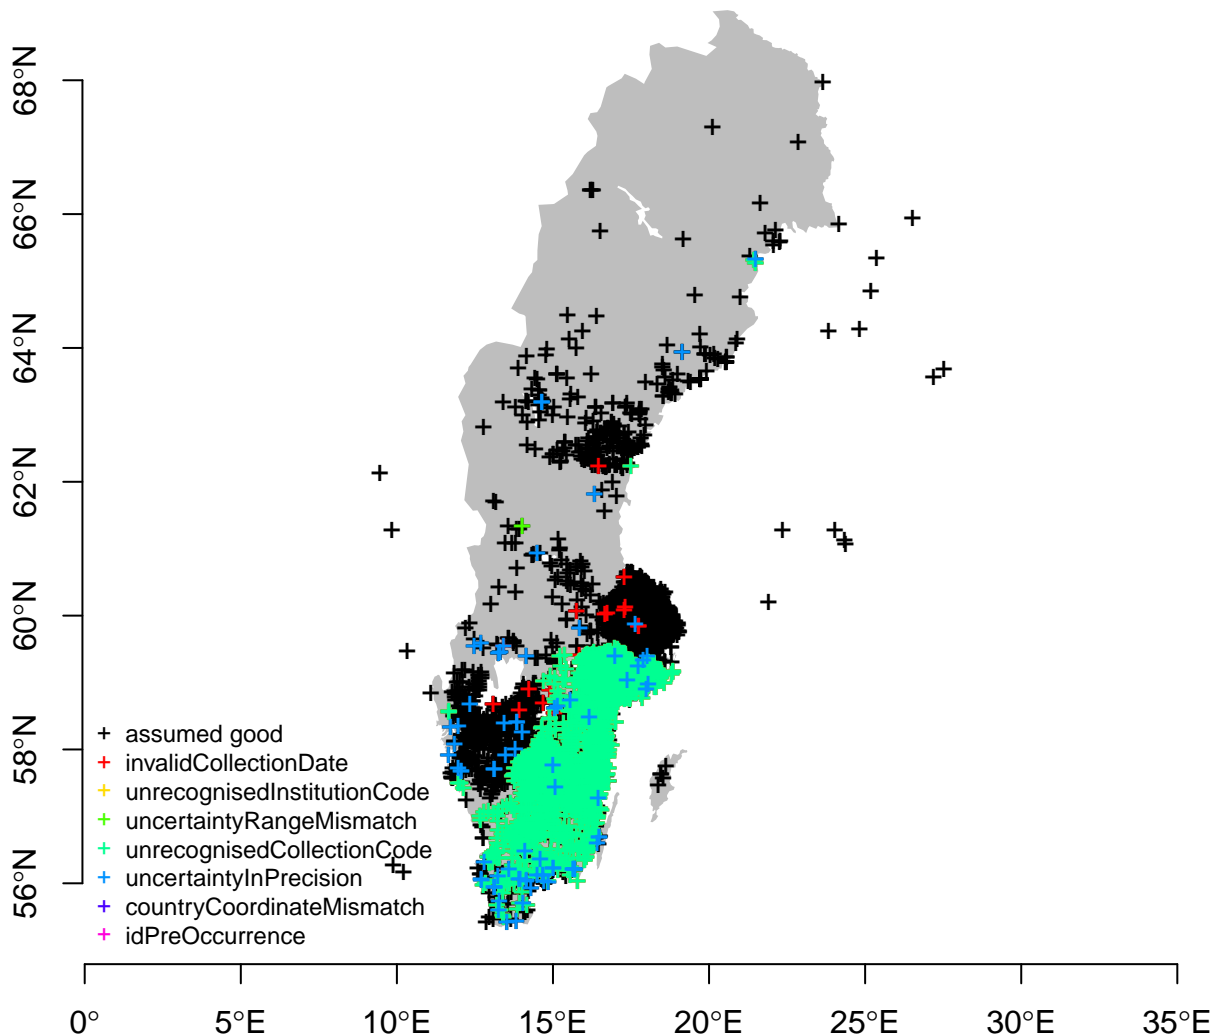 68°N
66°N
64°N
62°N
60°N
58°N
56°N
+ assumed good
+ invalidCollectionDate
+ unrecognisedInstitutionCode
+ uncertaintyRangeMismatch
+ unrecognisedCollectionCode
+ uncertaintyInPrecision
+ countryCoordinateMismatch
+ idPreOccurrence
0° 5°E 10°E 15°E 20°E 25°E 30°E 35°E